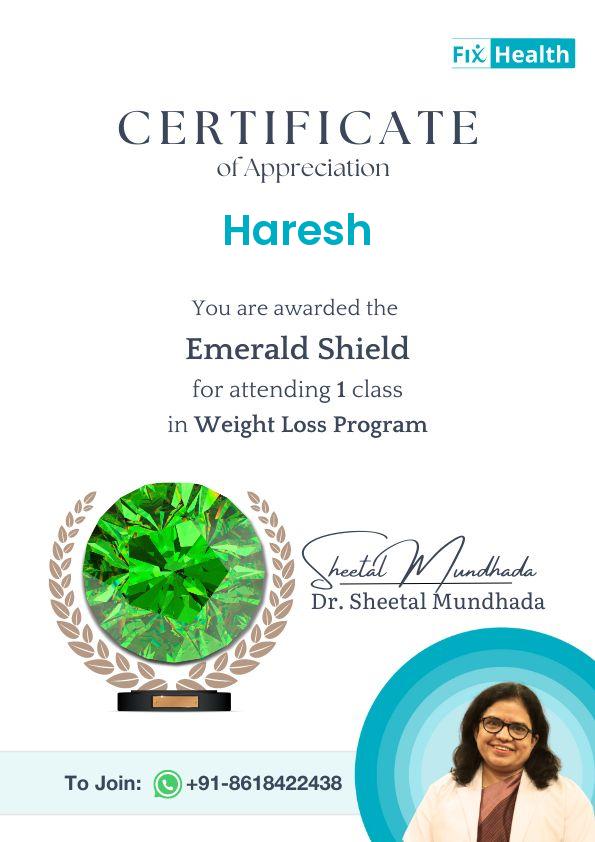 Fix Health
CERTIFICATE
of Appreciation
Haresh
You are awarded the
Emerald Shield
for attending 1 class
in Weight Loss Program
Sheetal Mundhada
Dr. Sheetal Mundhada
To Join: +91-8618422438